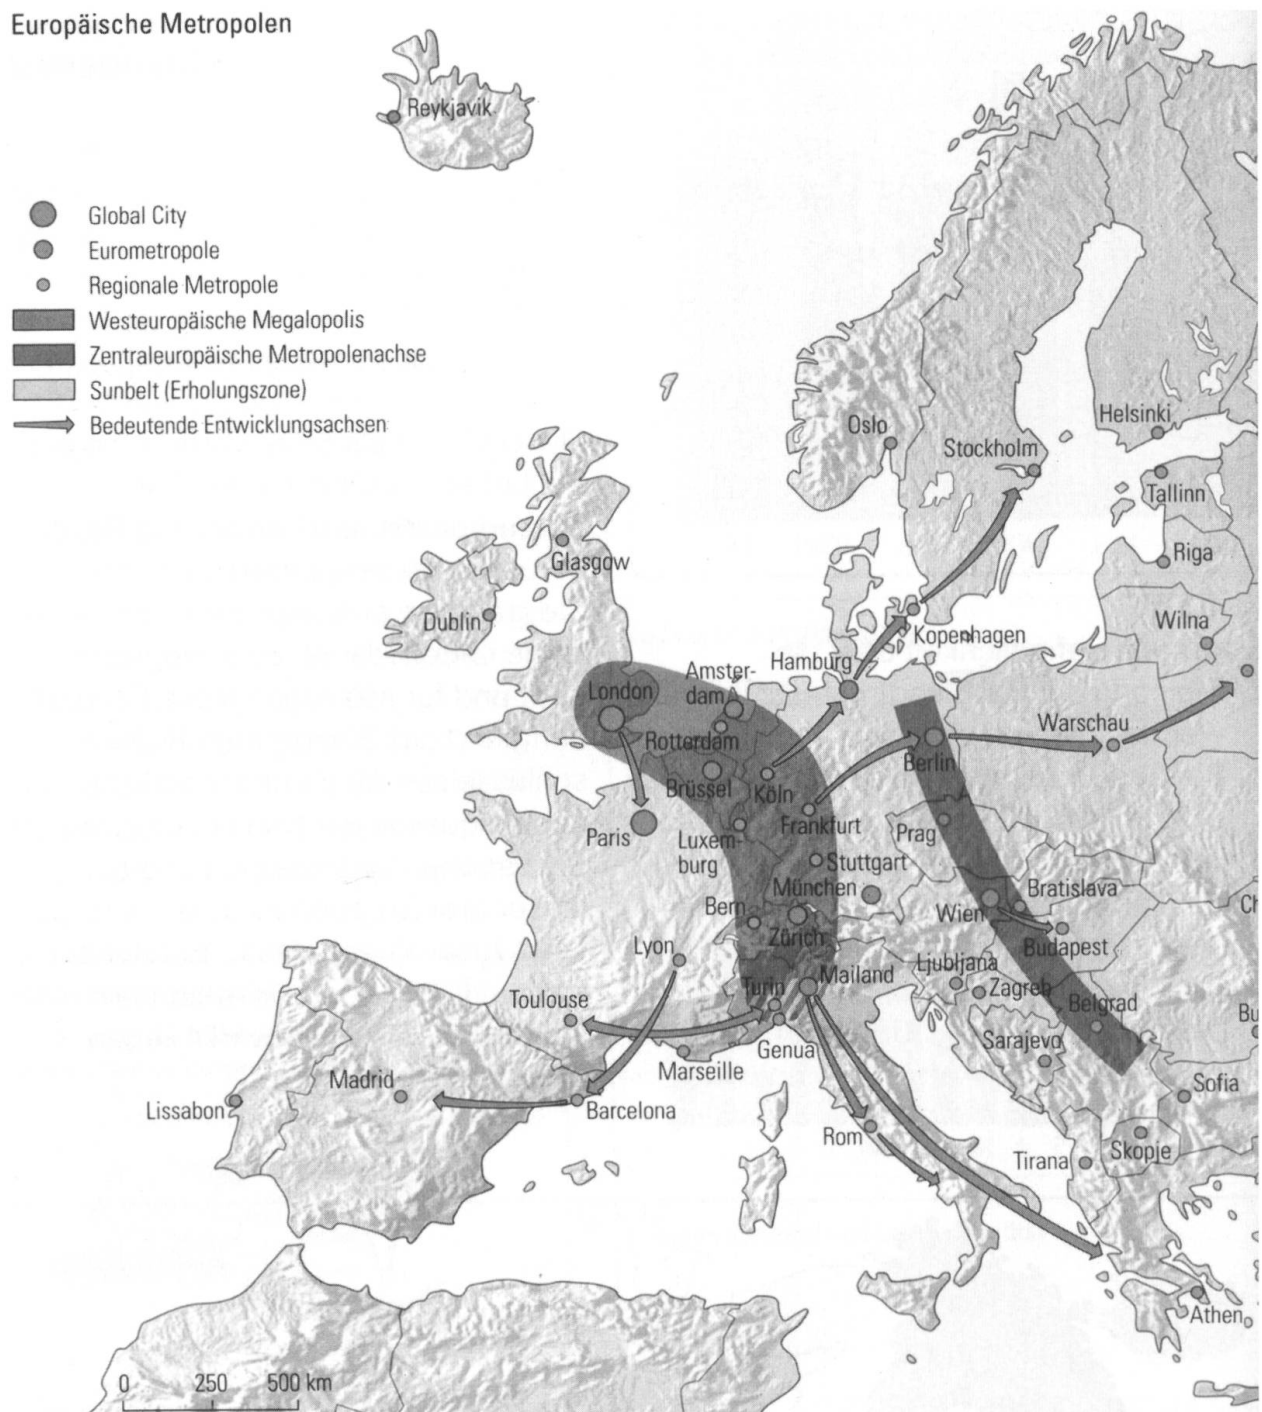 Europäische Metropolen
Reykjavik
Global City
Eurometropole
Regionale Metropole
Westeuropäische Megalopolis
Zentraleuropäische Metropolenachse
Sunbelt (Erholungszone)
Bedeutende Entwicklungsachsen
Helsinki
Oslo
Stockholm
Tallinn
Riga
Glasgow
Dublin
Wilna
Kopenhagen
Hamburg
Amster-
dam
London
Rotterdam
Warschau
Berlin
Brüssel
Köln
Paris
Frankfurt
Prag
Luxem-
burg
Stuttgart
München
Bratislava
Bern
Wien
Zürich
Budapest
Lyon
Ljubljana
Mailand
Turin
Zagreb
Toulouse
Belgrad
Genua
Sarajevo
Marseille
Madrid
Sofia
Lissabon
Barcelona
Rom
Skopje
Tirana
Athen
0 250 500 km